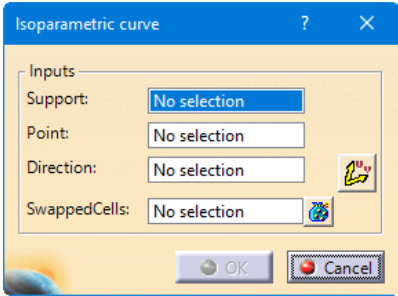 Isoparametric curve ?
Inputs
Support: No selection
Point: No selection
Direction: No selection
SwappedCells: No selection
OK Cancel